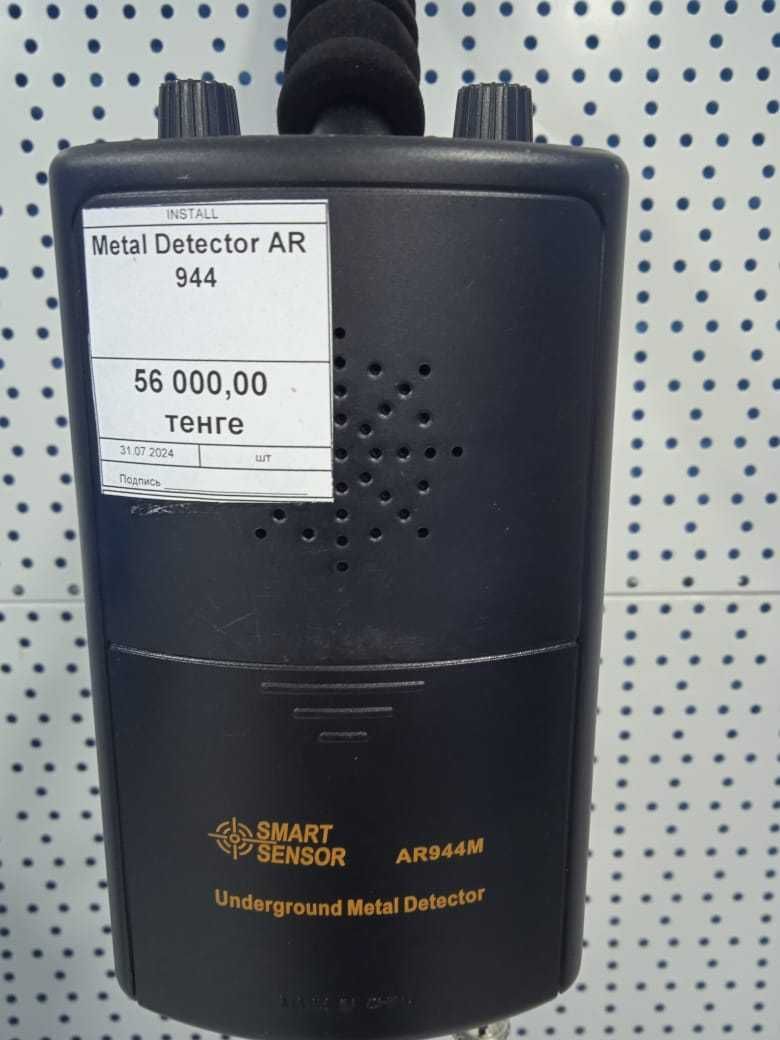 INSTALL
Metal Detector AR
944
56 000,00
тенге
31.07.2024 шт
Подпись
SMART
SENSOR
AR944M
Underground Metal Detector